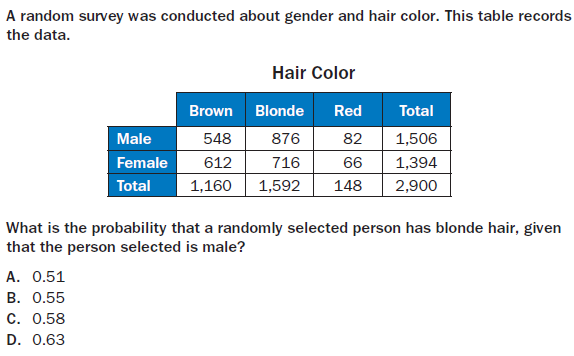 A random survey was conducted about gender and hair color. This table records
the data.
Hair Color
Brown Blonde Red Total
Male 548 876 82 1,506
Female 612 716 66 1,394
Total 1,160 1,592 148 2,900
What is the probability that a randomly selected person has blonde hair, given
that the person selected is male?
A. 0.51
B. 0.55
C. 0.58
D. 0.63